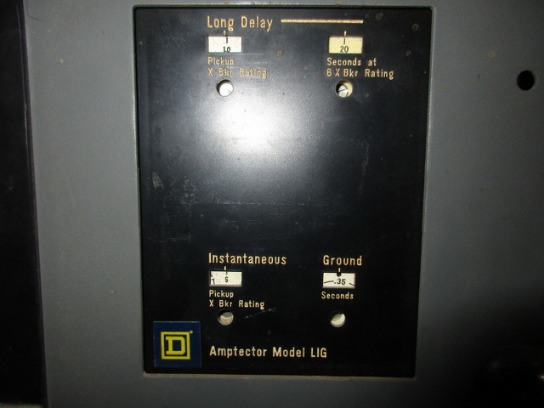 Long Delay
1.0
20
Pickup
X Bkr Rating
Seconds at
6 X Bkr Rating
Instantaneous
Ground
5
.35
Pickup
X Bkr Rating
Seconds
D
Amptector Model LIG